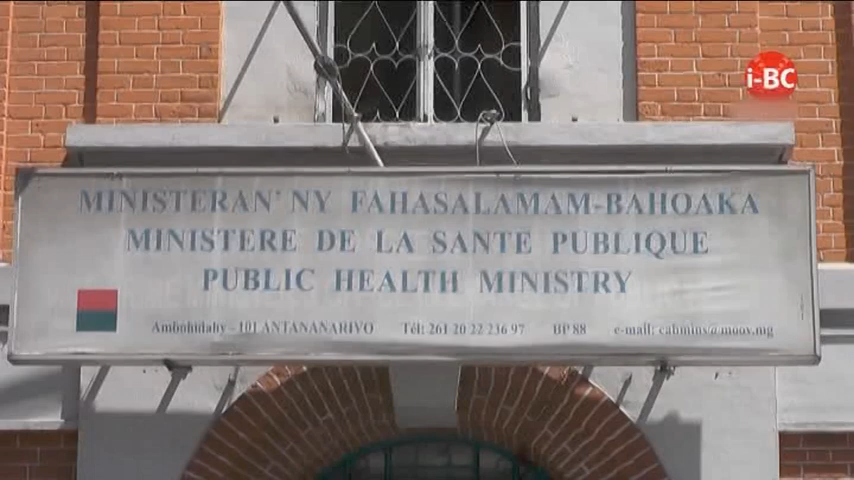 i-BC
MINISTERAN' NY FAHASALAMAM-BAHOAKA
MINISTERE DE LA SANTE PUBLIQUE
PUBLIC HEALTH MINISTRY
Ambohidahy - 101 ANTANANARIVO Tél: 261 20 22 236 97 BP 88 e-mail: cabminv@moov.mg